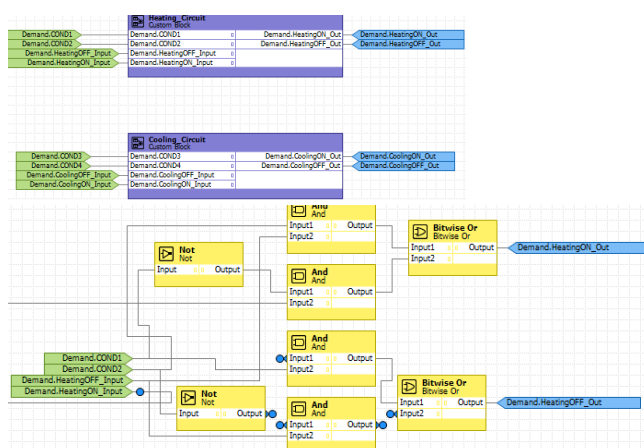 Heating_Circuit
Custom Block
Demand.COND1 Demand.COND1 Demand.HeatingON_Out Demand.HeatingON_Out
Demand.COND2 Demand.COND2 Demand.HeatingOFF_Out Demand.HeatingOFF_Out
Demand.HeatingOFF_Input Demand.HeatingOFF_Input
Demand.HeatingON_Input Demand.HeatingON_Input
Cooling_Circuit
Custom Block
Demand.COND3 Demand.COND3 Demand.CoolingON_Out Demand.CoolingON_Out
Demand.COND4 Demand.COND4 Demand.CoolingOFF_Out Demand.CoolingOFF_Out
Demand.CoolingOFF_Input Demand.CoolingOFF_Input
Demand.CoolingON_Input Demand.CoolingON_Input
And
And
Input1 Output
Input2
Bitwise Or
Bitwise Or
Input1 Output Demand.HeatingON_Out
Input2
Not
Not
Input Output
And
And
Input1 Output
Input2
And
And
Input1 Output
Input2
Demand.COND1
Demand.COND2
Demand.HeatingOFF_Input
Demand.HeatingON_Input
Not
Not
Input Output
Bitwise Or
Bitwise Or
Input1 Output Demand.HeatingOFF_Out
Input2
And
And
Input1 Output
Input2